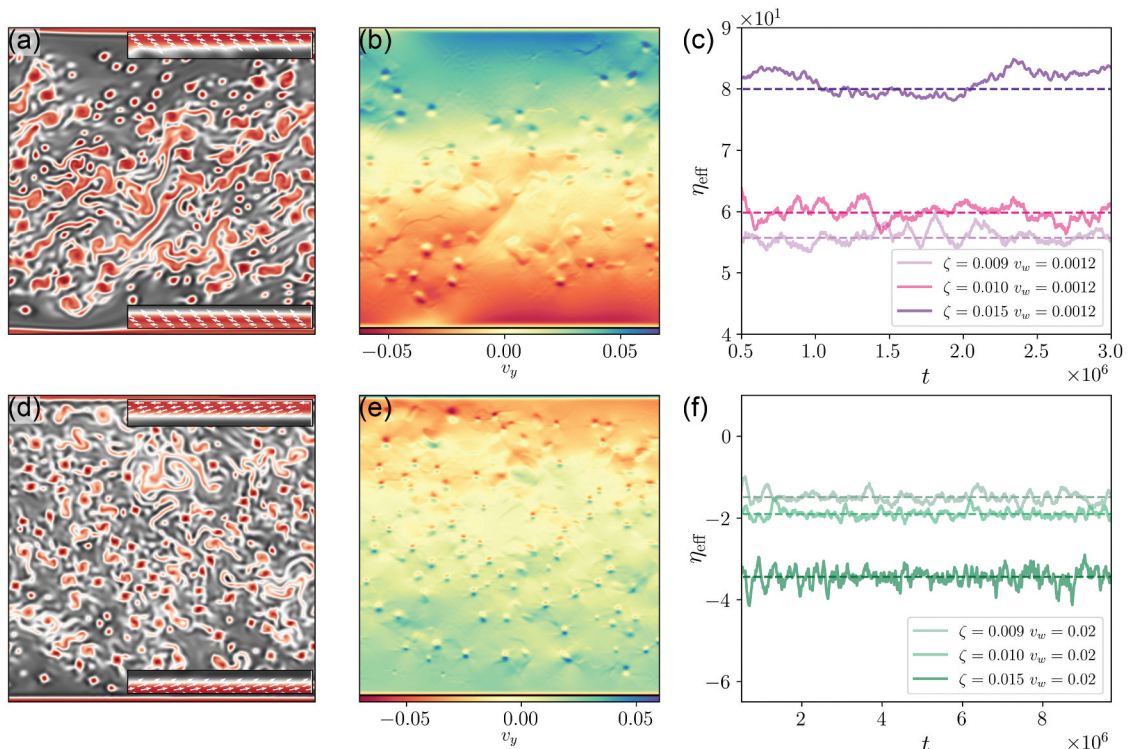 (a)
(b)
−0.05 0.00 0.05
v_y
(c)
×10¹
9
8
7
6
5
4
η_eff
ζ = 0.009 v_w = 0.0012
ζ = 0.010 v_w = 0.0012
ζ = 0.015 v_w = 0.0012
0.5 1.0 1.5 2.0 2.5 3.0
t
×10⁶
(d)
(e)
−0.05 0.00 0.05
v_y
(f)
0
−2
−4
−6
η_eff
ζ = 0.009 v_w = 0.02
ζ = 0.010 v_w = 0.02
ζ = 0.015 v_w = 0.02
2 4 6 8
t
×10⁶